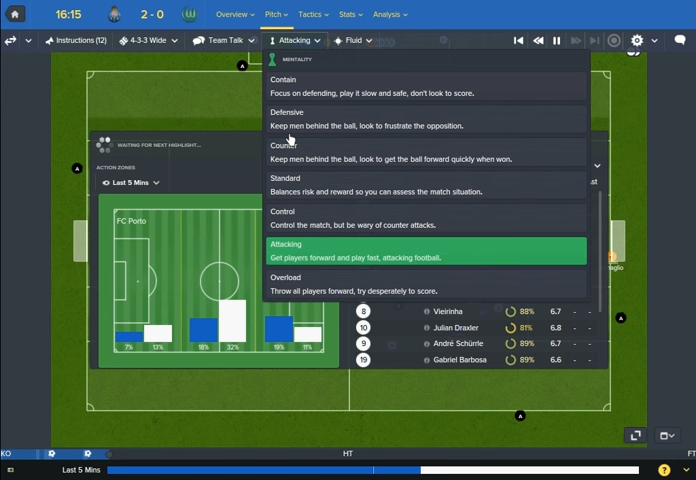 16:15
2 - 0
Overview
Pitch
Tactics
Stats
Analysis
Instructions (12)
4-3-3 Wide
Team Talk
Attacking
Fluid
MENTALITY
Contain
Focus on defending, play it slow and safe, don't look to score.
Defensive
Keep men behind the ball, look to frustrate the opposition.
Counter
Keep men behind the ball, look to get the ball forward quickly when won.
Standard
Balances risk and reward so you can assess the match situation.
Control
Control the match, but be wary of counter attacks.
Attacking
Get players forward and play fast, attacking football.
Overload
Throw all players forward, try desperately to score.
A
A
A
A
WAITING FOR NEXT HIGHLIGHT...
ACTION ZONES
Last 5 Mins
FC Porto
7% 13% 18% 32% 19% 11%
8 Vieirinha 88% 6.7 - -
10 Julian Draxler 81% 6.8 - -
9 André Schürrle 89% 6.7 - -
19 Gabriel Barbosa 89% 6.6 - -
KO
HT
FT
Last 5 Mins
?